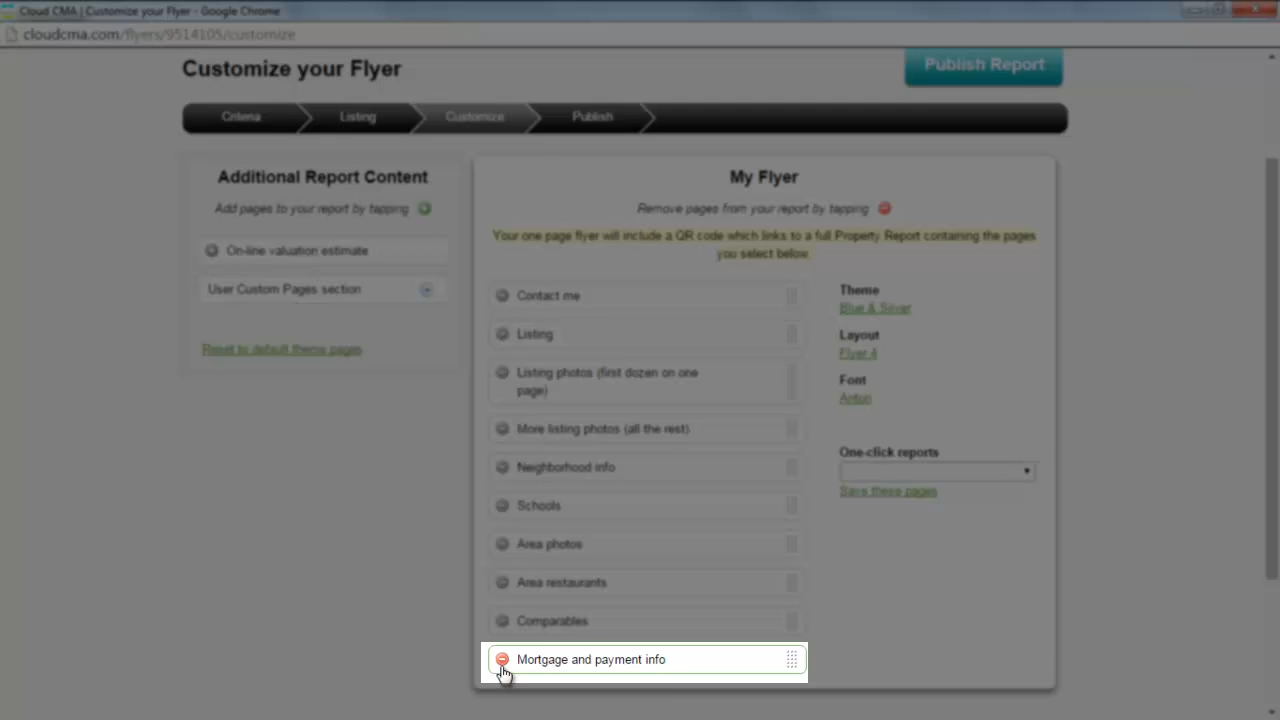 Cloud CMA | Customize your Flyer - Google Chrome
cloudcma.com/flyers/9514105/customize
Customize your Flyer
Publish Report
Criteria
Listing
Customize
Publish
Additional Report Content
Add pages to your report by tapping
On-line valuation estimate
User Custom Pages section
Reset to default theme pages
My Flyer
Remove pages from your report by tapping
Your one page flyer will include a QR code which links to a full Property Report containing the pages
you select below.
Contact me
Listing
Listing photos (first dozen on one
page)
More listing photos (all the rest)
Neighborhood info
Schools
Area photos
Area restaurants
Comparables
Mortgage and payment info
Theme
Blue & Silver
Layout
Flyer 4
Font
Anton
One-click reports
Save these pages